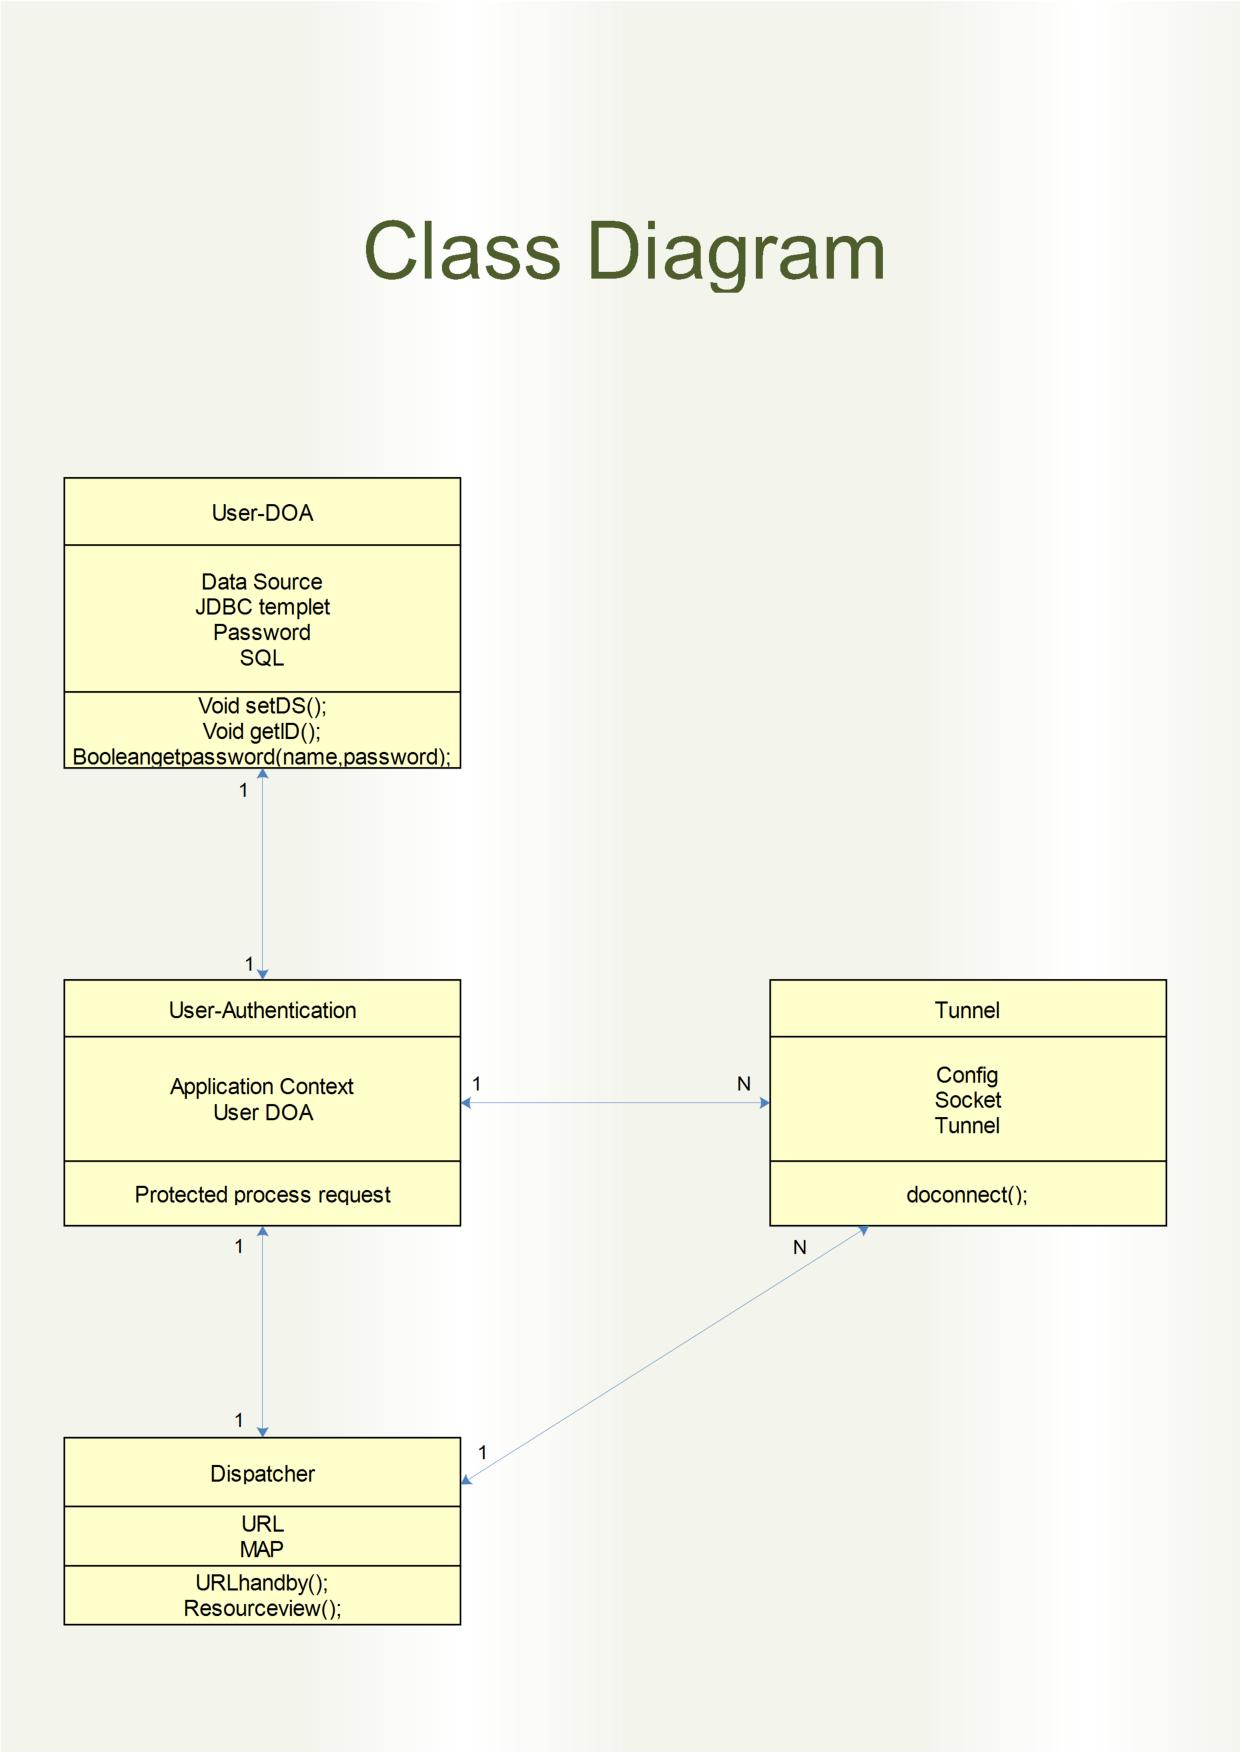 Class Diagram
User-DOA
Data Source
JDBC templet
Password
SQL
Void setDS();
Void getID();
Booleangetpassword(name,password);
1
1
User-Authentication
Application Context
User DOA
Protected process request
1
N
Tunnel
Config
Socket
Tunnel
doconnect();
1
N
1
1
Dispatcher
URL
MAP
URLhandby();
Resourceview();